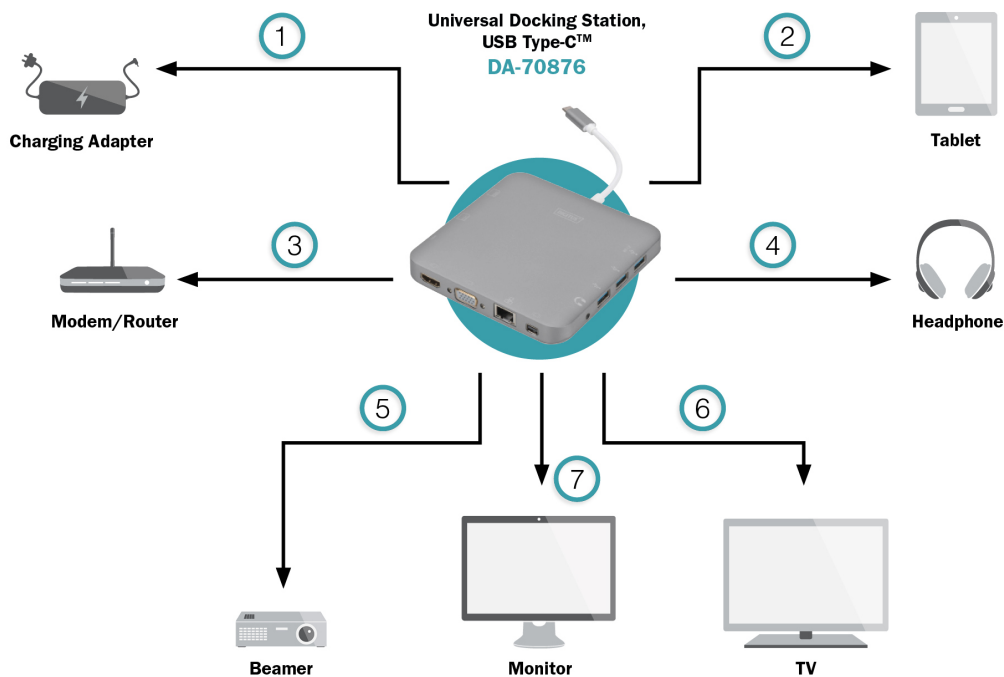 Universal Docking Station,
USB Type-C™
DA-70876
1
2
Charging Adapter
Tablet
3
4
Modem/Router
Headphone
5
6
7
Beamer
Monitor
TV